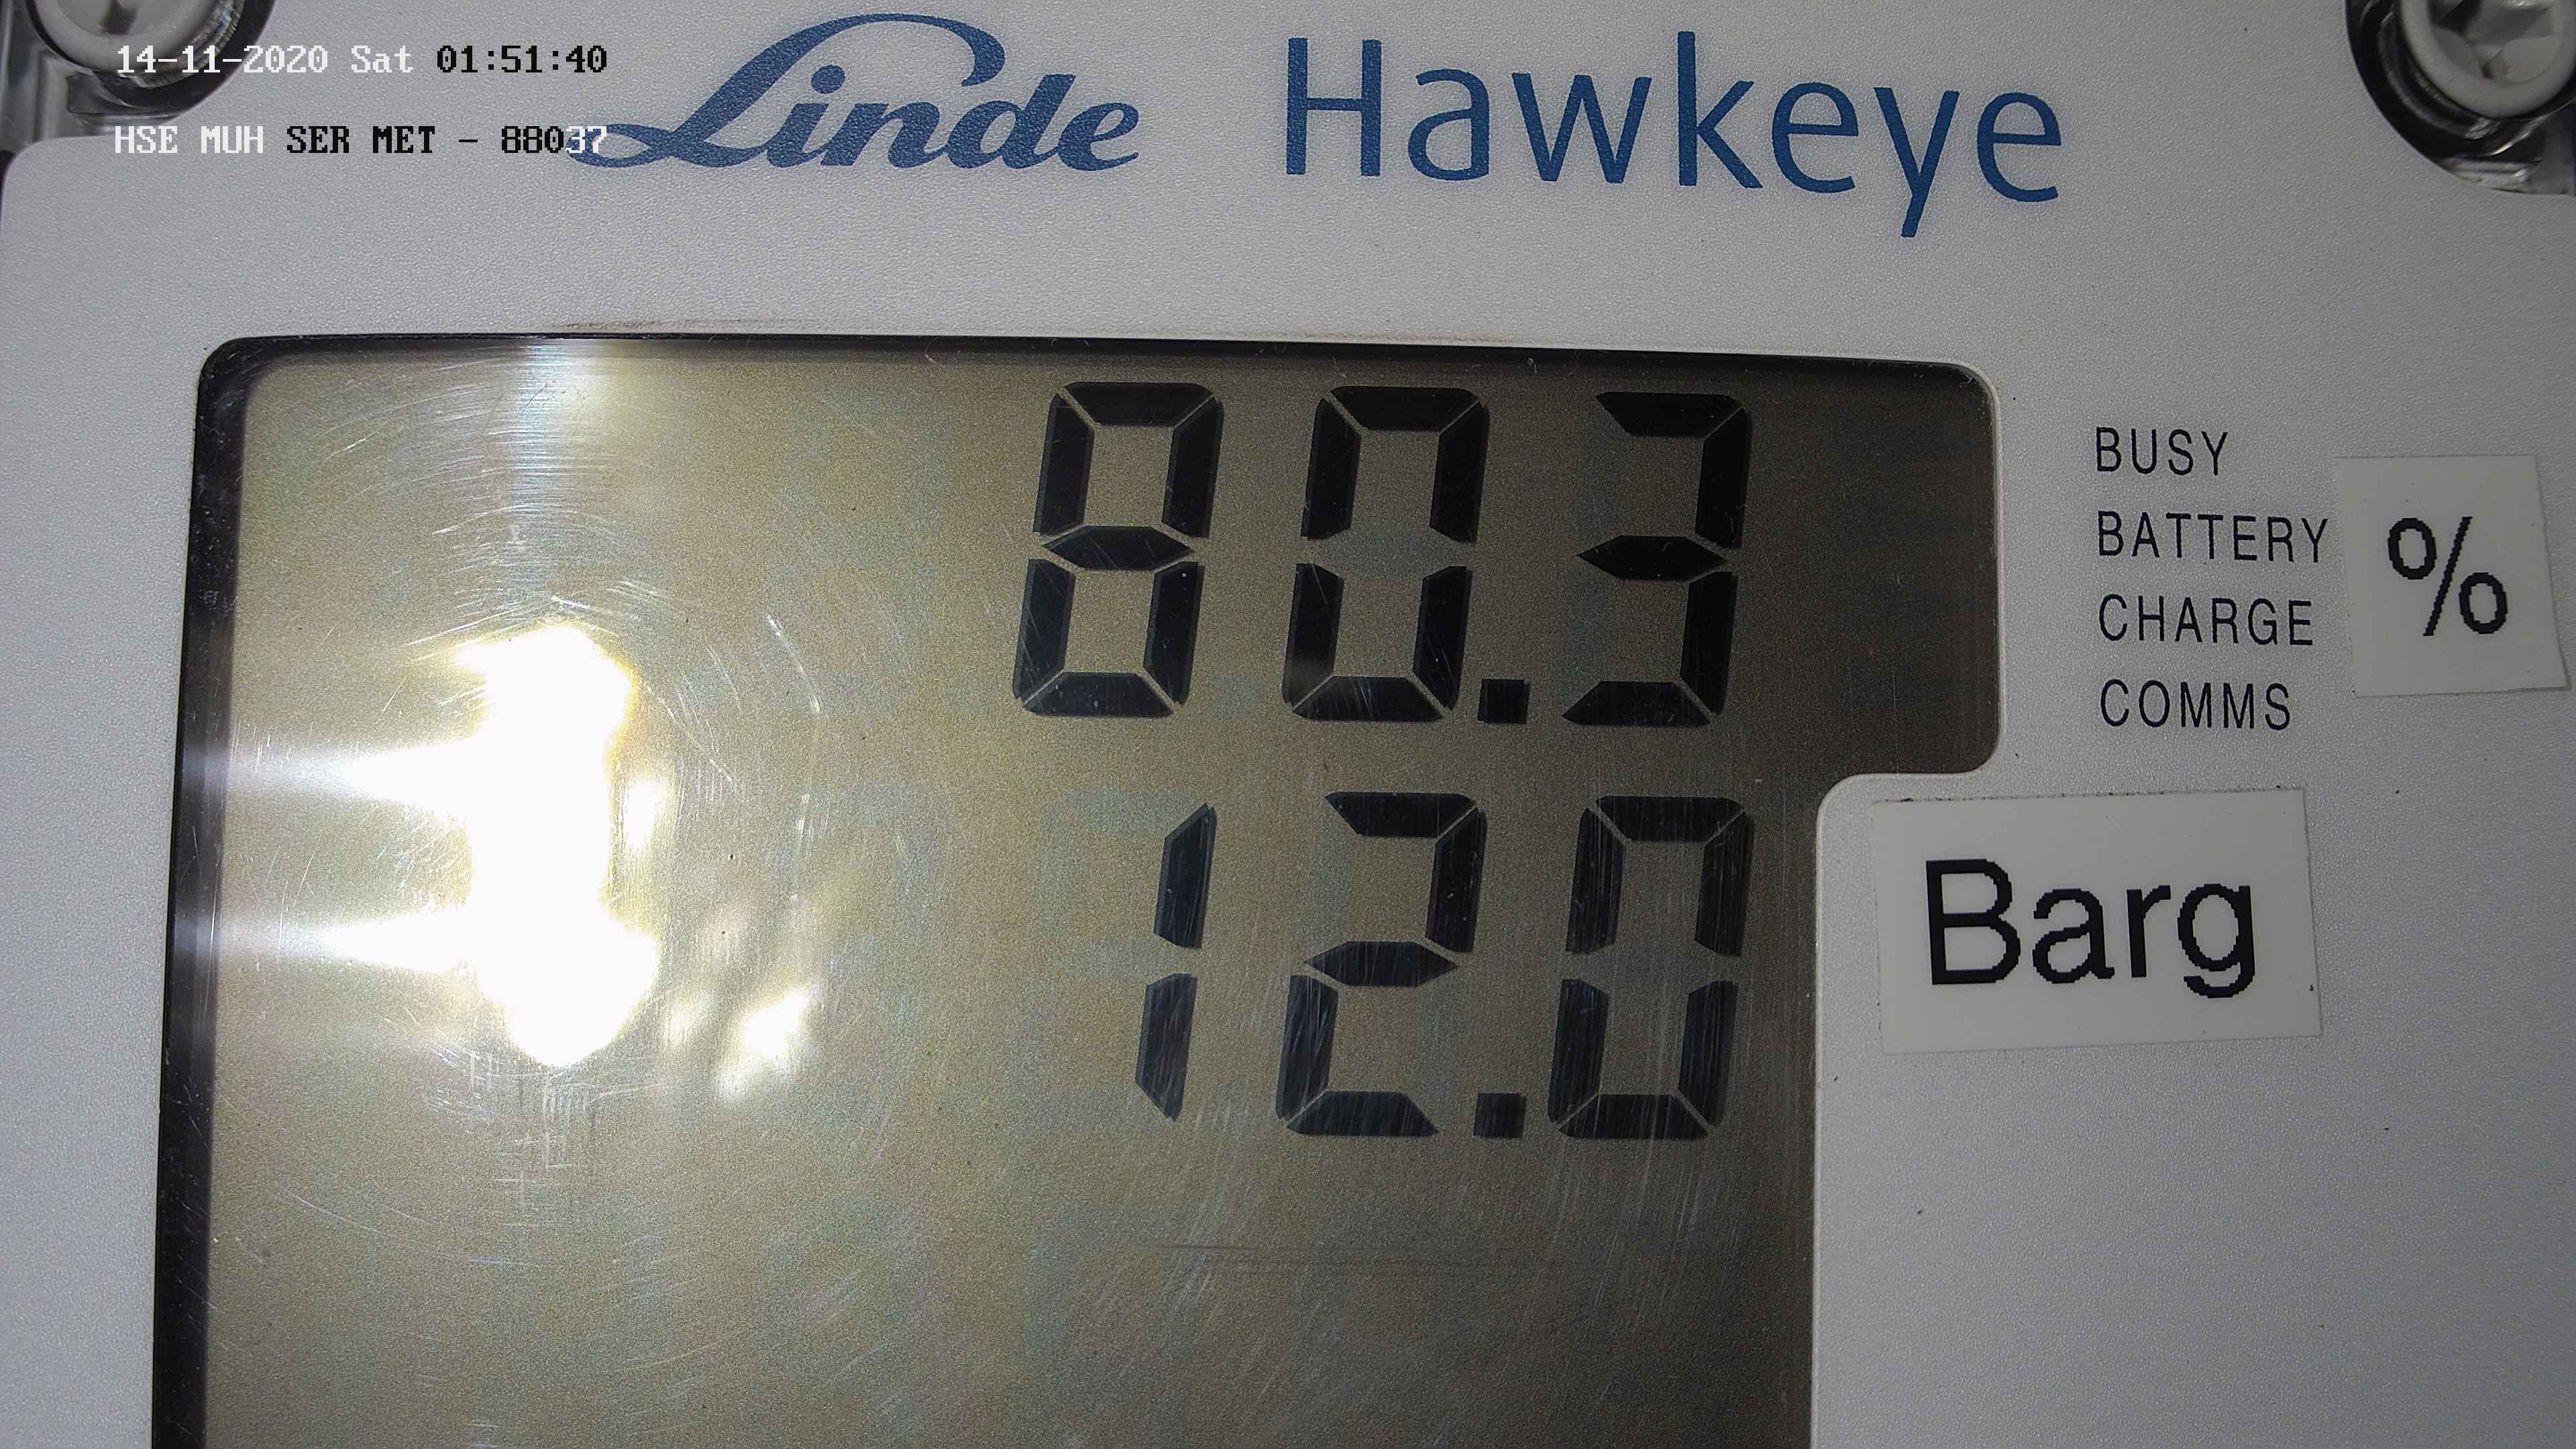 14-11-2020 Sat 01:51:40
HSE MUH SER MET - 88037
Linde Hawkeye
80.3
BUSY
BATTERY
CHARGE
COMMS
%
12.0
Barg